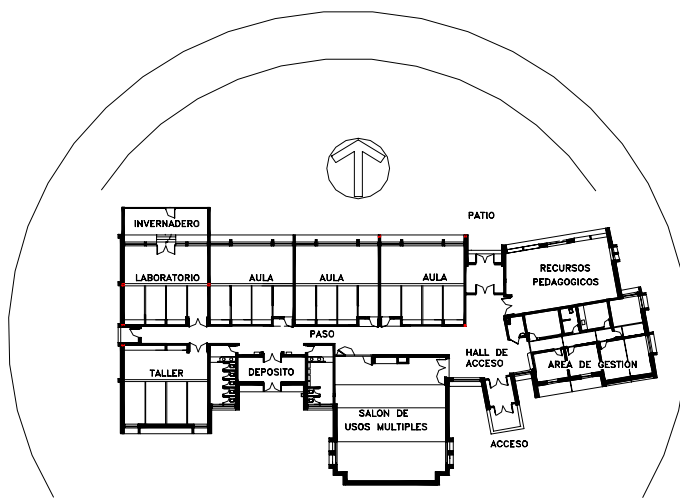 PATIO
INVERNADERO
RECURSOS
PEDAGOGICOS
LABORATORIO
AULA
AULA
AULA
PASO
HALL DE
ACCESO
AREA DE GESTIÓN
TALLER
DEPOSITO
SALON DE
USOS MULTIPLES
ACCESO